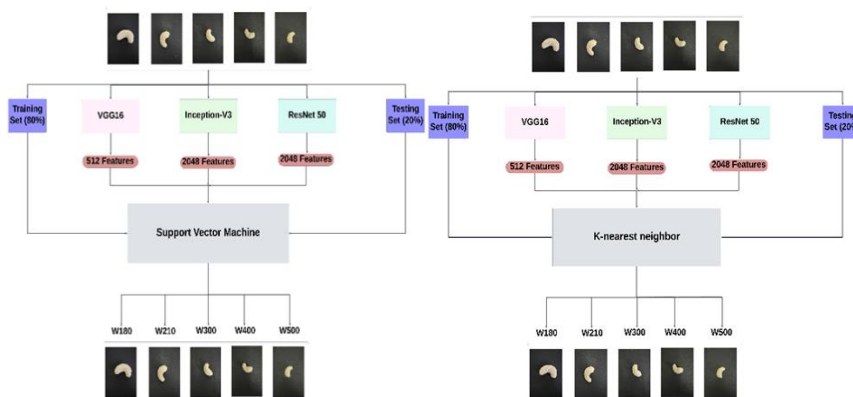 Training
Set (80%)
VGG16
Inception-V3
ResNet 50
Testing
Set (20%)
512 Features
2048 Features
2048 Features
Support Vector Machine
W180
W210
W300
W400
W500
Training
Set (80%)
VGG16
Inception-V3
ResNet 50
Testing
Set (20%
512 Features
2048 Features
2048 Features
K-nearest neighbor
W180
W210
W300
W400
W500